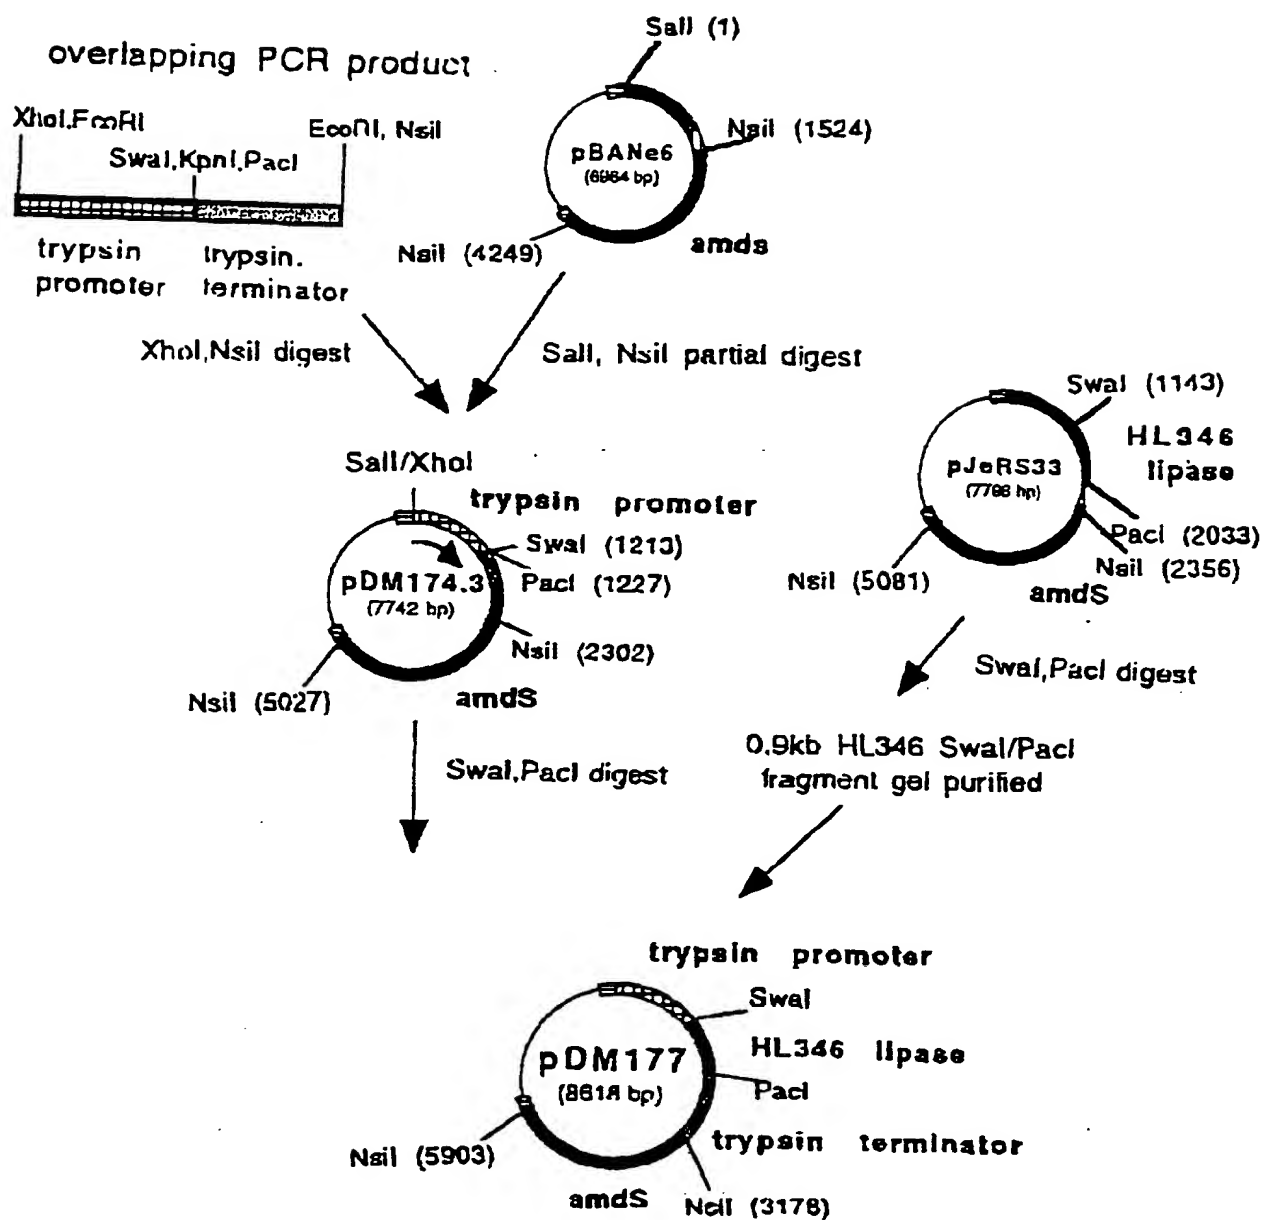 overlapping PCR product
XhoI,EcoRI
EcoRI, NsiI
SwaI,KpnI,PacI
trypsin promoter
trypsin. terminator
SalI (1)
NsiI (1524)
pBANe6
(6964 bp)
NsiI (4249)
amds
XhoI,NsiI digest
SalI, NsiI partial digest
SalI/XhoI
trypsin promoter
SwaI (1213)
PacI (1227)
pDM174.3
(7742 bp)
NsiI (2302)
NsiI (5027)
amdS
SwaI (1143)
HL346
lipase
pJeRS33
PacI (2033)
NsiI (2356)
NsiI (5081)
amdS
SwaI,PacI digest
SwaI,PacI digest
0.9kb HL346 SwaI/PacI
fragment gel purified
trypsin promoter
SwaI
HL346 lipase
pDM177
(8618 bp)
PacI
trypsin terminator
NsiI (5903)
amdS
(3178)